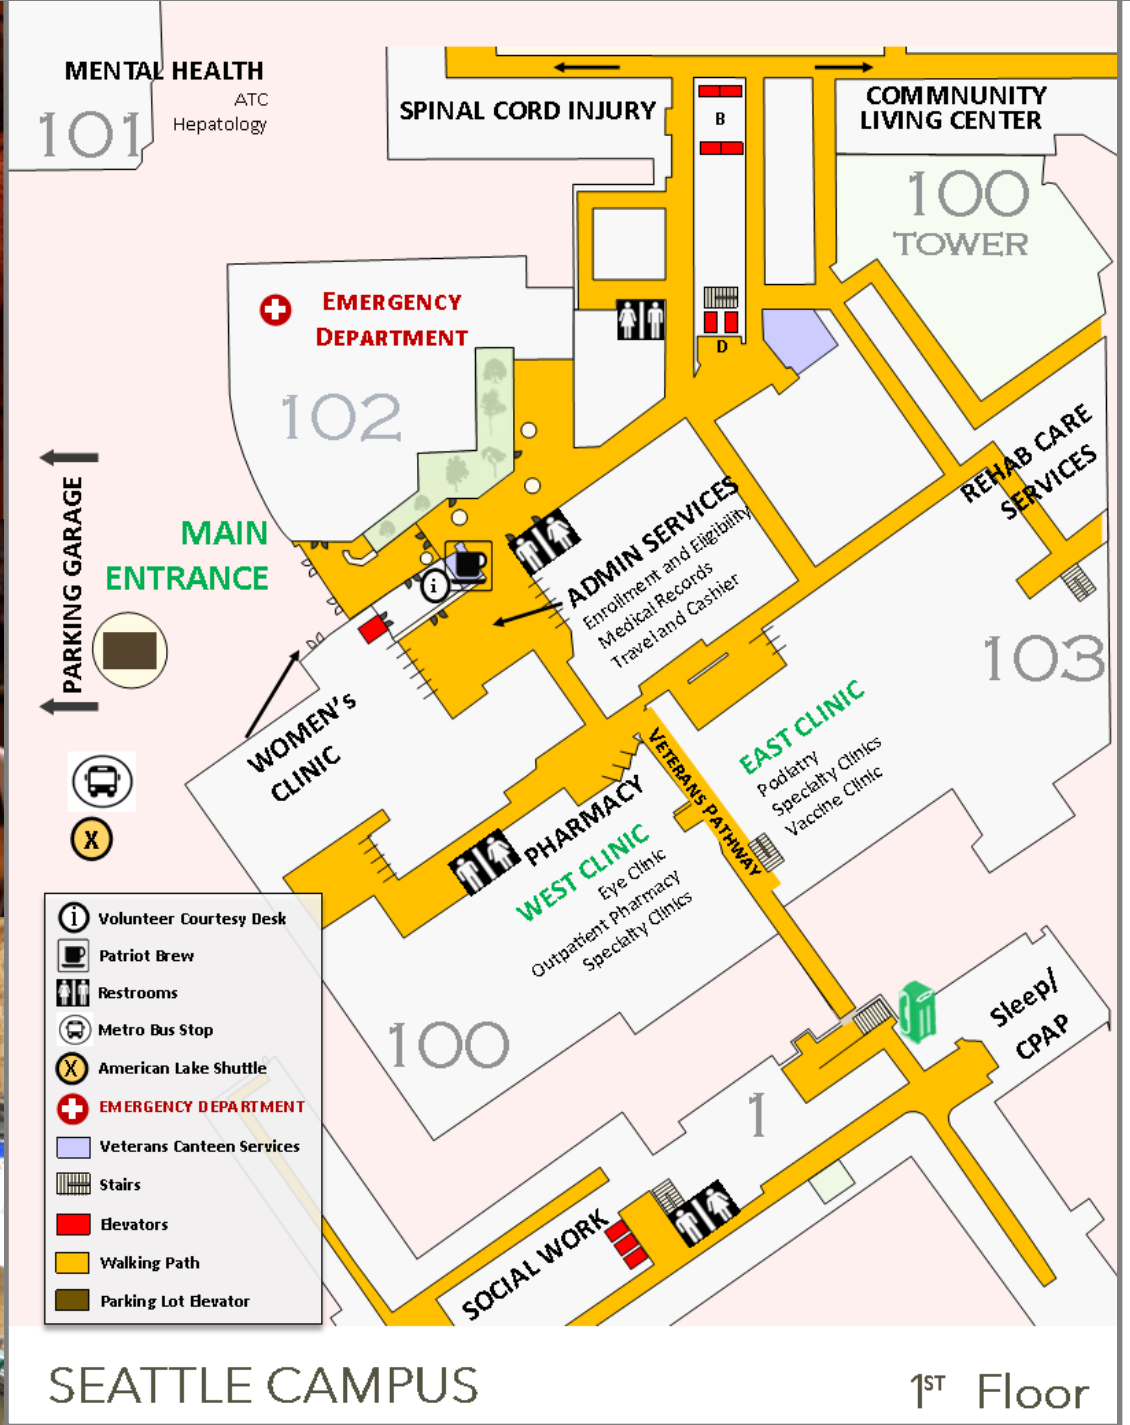 MENTAL HEALTH
ATC
Hepatology
101
SPINAL CORD INJURY
B
COMMNUNITY
LIVING CENTER
100
TOWER
EMERGENCY
DEPARTMENT
102
D
REHAB CARE
SERVICES
PARKING GARAGE
MAIN
ENTRANCE
i
ADMIN SERVICES
Enrollment and Eligibility
Medical Records
Travel and Cashier
103
WOMEN's
CLINIC
EAST CLINIC
Podiatry
Specialty Clinics
Vaccine Clinic
VETERANS PATHWAY
PHARMACY
WEST CLINIC
Eye Clinic
Outpatient Pharmacy
Specialty Clinics
X
100
Sleep/
CPAP
1
SOCIAL WORK
i Volunteer Courtesy Desk
Patriot Brew
Restrooms
Metro Bus Stop
X American Lake Shuttle
EMERGENCY DEPARTMENT
Veterans Canteen Services
Stairs
Elevators
Walking Path
Parking Lot Elevator
SEATTLE CAMPUS
1ST Floor